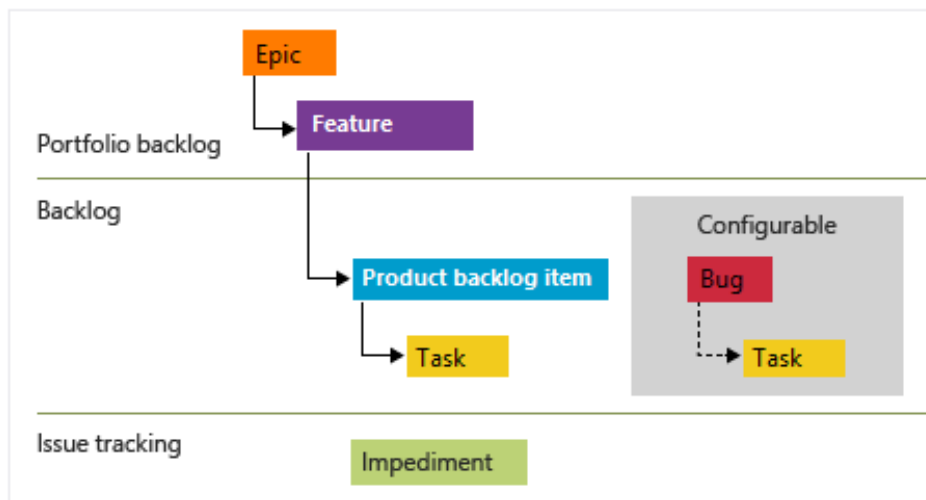 Epic
Feature
Portfolio backlog
Backlog
Configurable
Product backlog item
Bug
Task
Task
Issue tracking
Impediment